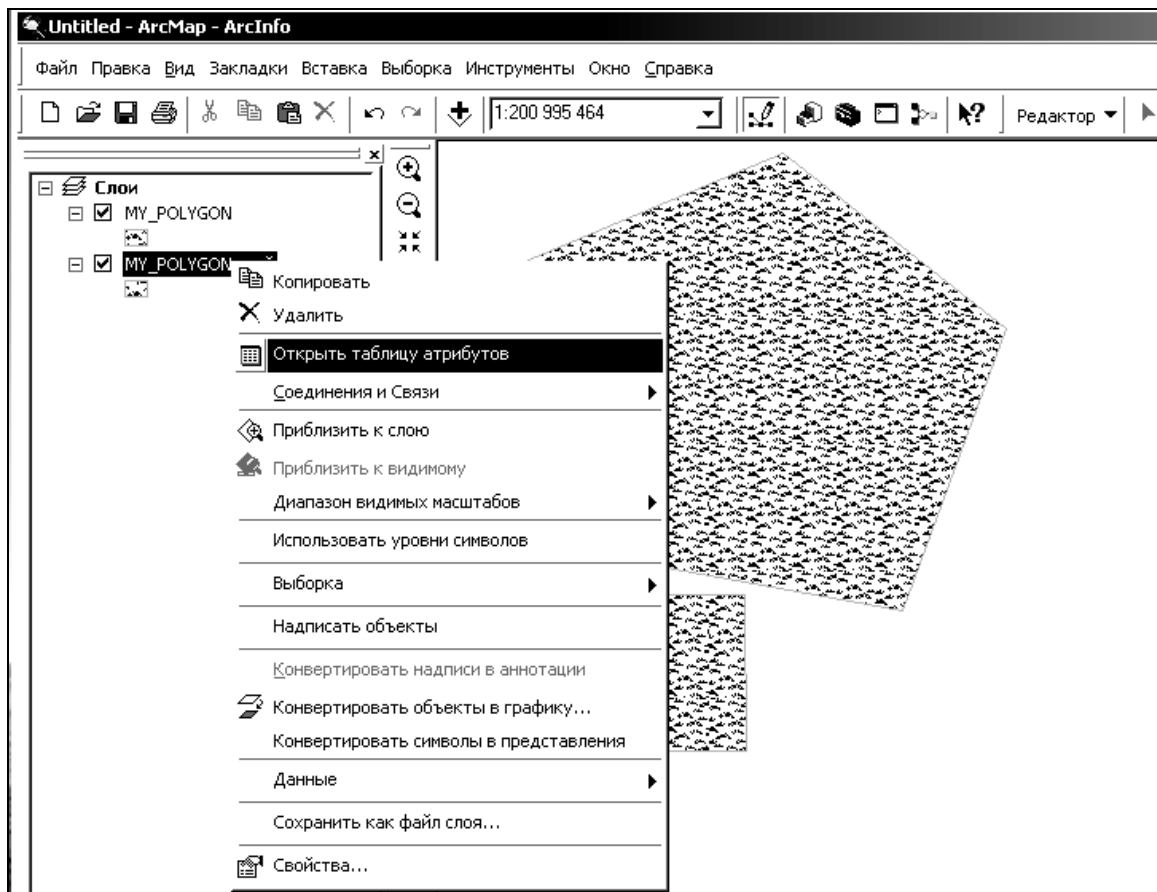 Untitled - ArcMap - ArcInfo
Файл Правка Вид Закладки Вставка Выборка Инструменты Окно Справка
1:200 995 464
Редактор
Слои
MY_POLYGON
MY_POLYGON
Копировать
Удалить
Открыть таблицу атрибутов
Соединения и Связи
Приблизить к слою
Приблизить к видимому
Диапазон видимых масштабов
Использовать уровни символов
Выборка
Надписать объекты
Конвертировать надписи в аннотации
Конвертировать объекты в графику...
Конвертировать символы в представления
Данные
Сохранить как файл слоя...
Свойства...